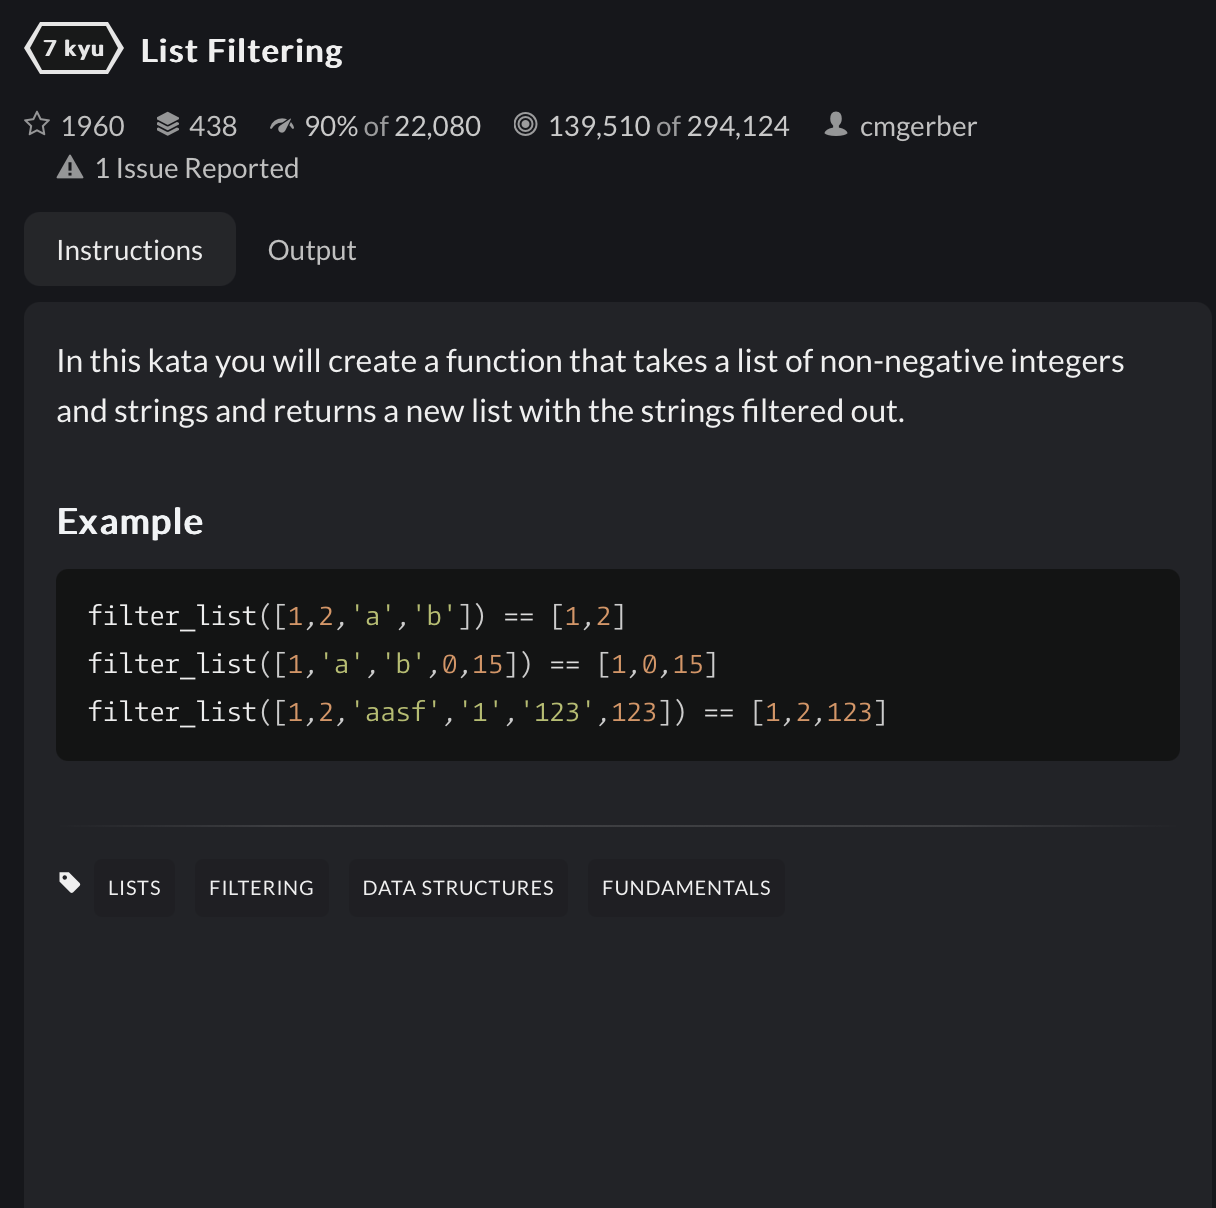 7 kyu List Filtering
1960 438 90% of 22,080 139,510 of 294,124 cmgerber
1 Issue Reported
Instructions Output
In this kata you will create a function that takes a list of non-negative integers
and strings and returns a new list with the strings filtered out.
Example
filter_list([1,2,'a','b']) == [1,2]
filter_list([1,'a','b',0,15]) == [1,0,15]
filter_list([1,2,'aasf','1','123',123]) == [1,2,123]
LISTS FILTERING DATA STRUCTURES FUNDAMENTALS